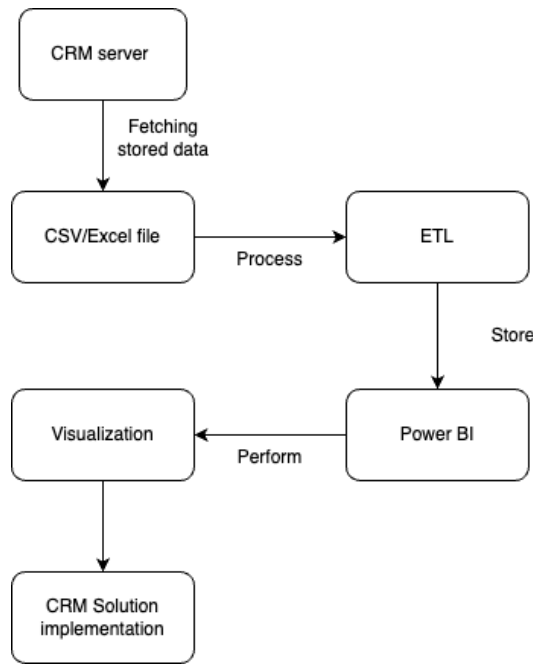 CRM server
Fetching
stored data
CSV/Excel file
Process
ETL
Store
Power BI
Perform
Visualization
CRM Solution
implementation